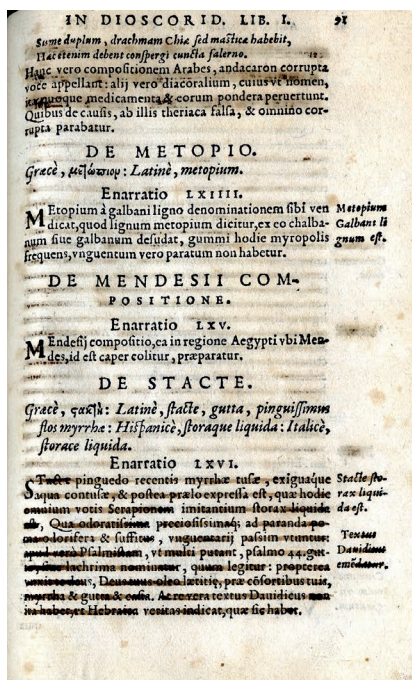 IN DIOSCORID. LIB. I. 91
Sume duplum, drachmam Chiæ sed masticæ habebit,
Hæc etenim debent conspergi cuncta salerno.
Hanc vero compositionem Arabes, andacaron corrupta
voce appellant: alij vero diacoralium, cuius vt nomen,
ita quoque medicamenta & eorum pondera peruertunt.
Quibus de causis, ab illis theriaca falsa, & omnino cor-
rupta parabatur.
DE METOPIO.
Græcè, μετώπιον: Latinè, metopium.
Enarratio LXIIII.
MEtopium à galbani ligno denominationem sibi ven
dicat, quod lignum metopium dicitur, ex eo chalba-
num siue galbanum desudat, gummi hodie myropolis
frequens, vnguentum vero paratum non habetur.
Metopium
Galbani li
gnum est.
DE MENDESII COM-
POSITIONE.
Enarratio LXV.
MEndesij compositio, ea in regione Aegypti vbi Men-
des, id est caper colitur, præparatur.
DE STACTE.
Græcè, ςακτὴ: Latinè, stacte, gutta, pinguissimus
flos myrrhæ: Hispanicè, storaque liquida: Italicè,
storace liquida.
Enarratio LXVI.
STacte pinguedo recentis myrrhæ tusæ, exiguaque
aqua contusæ, & postea prælo expressa est, quæ hodie
omnium votis Serapionem imitantium storax liquida
est, Qua odoratissima preciosissimaq; ad paranda po-
ma odorifera & suffitus, vnguentarij passim vtuntur:
apud vero Psalmistam, vt multi putant, psalmo 44. gut-
lachrima nominatur, quum legitur: propterea
vnxit te deus, Deus tuus oleo lætitiæ, præ cōsortibus tuis,
myrrha & gutta & casia. At re vera textus Dauidicus non
ita habet, vt Hebraica veritas indicat, quæ sic habet.
Stacte sto-
rax liqui-
da est.
Textus
Dauidicus
emēdatur.